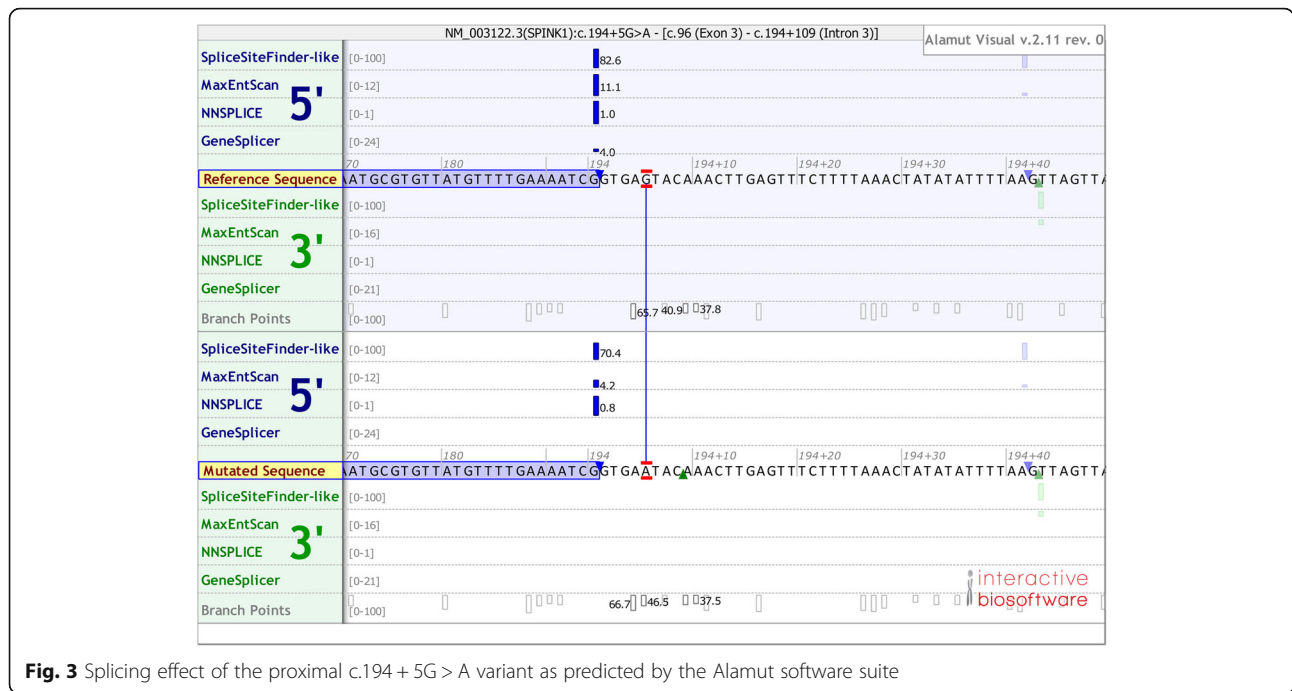 NM_003122.3(SPINK1):c.194+5G>A - [c.96 (Exon 3) - c.194+109 (Intron 3)]
Alamut Visual v.2.11 rev. 0
SpliceSiteFinder-like [0-100] 82.6
MaxEntScan [0-12] 11.1
5'
NNSPLICE [0-1] 1.0
GeneSplicer [0-24] 4.0
70 180 194 194+10 194+20 194+30 194+40
Reference Sequence AATGCGTGTTATGTTTTGAAAATCGGTGAGTACAAACTTGAGTTTCTTTTAAACTATATATTTTAAGTTAGTTA
SpliceSiteFinder-like [0-100]
MaxEntScan [0-16]
3'
NNSPLICE [0-1]
GeneSplicer [0-21]
Branch Points [0-100] 65.7 40.9 37.8
SpliceSiteFinder-like [0-100] 70.4
MaxEntScan [0-12] 4.2
5'
NNSPLICE [0-1] 0.8
GeneSplicer [0-24]
70 180 194 194+10 194+20 194+30 194+40
Mutated Sequence AATGCGTGTTATGTTTTGAAAATCGGTGAATACAAACTTGAGTTTCTTTTAAACTATATATTTTAAGTTAGTTA
SpliceSiteFinder-like [0-100]
MaxEntScan [0-16]
3'
NNSPLICE [0-1]
GeneSplicer [0-21]
Branch Points [0-100] 66.7 46.5 37.5
interactive
biosoftware
Fig. 3 Splicing effect of the proximal c.194 + 5G > A variant as predicted by the Alamut software suite